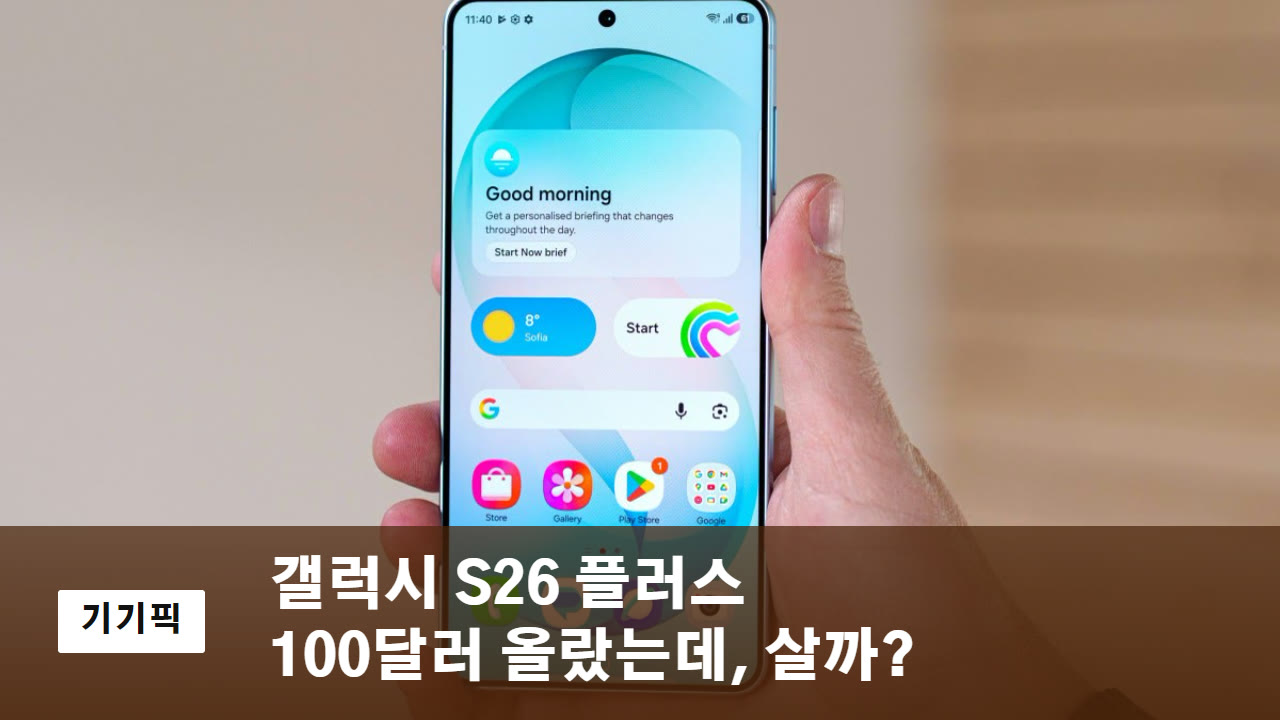 11:40
61
Good morning
Get a personalised briefing that changes
throughout the day.
Start Now brief
8°
Sofia
Start
1
Store
Gallery
Play Store
Google
갤럭시 S26 플러스
기기픽
100달러 올랐는데, 살까?